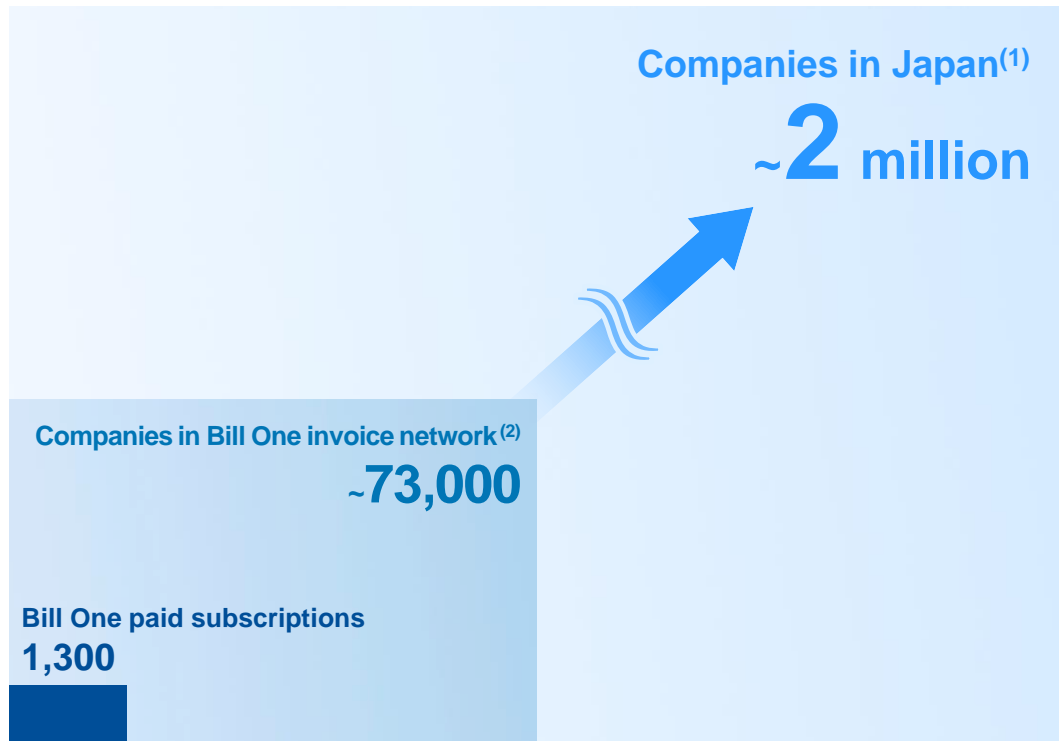 Companies in Japan(1)
~2 million
Companies in Bill One invoice network(2)
~73,000
Bill One paid subscriptions
1,300